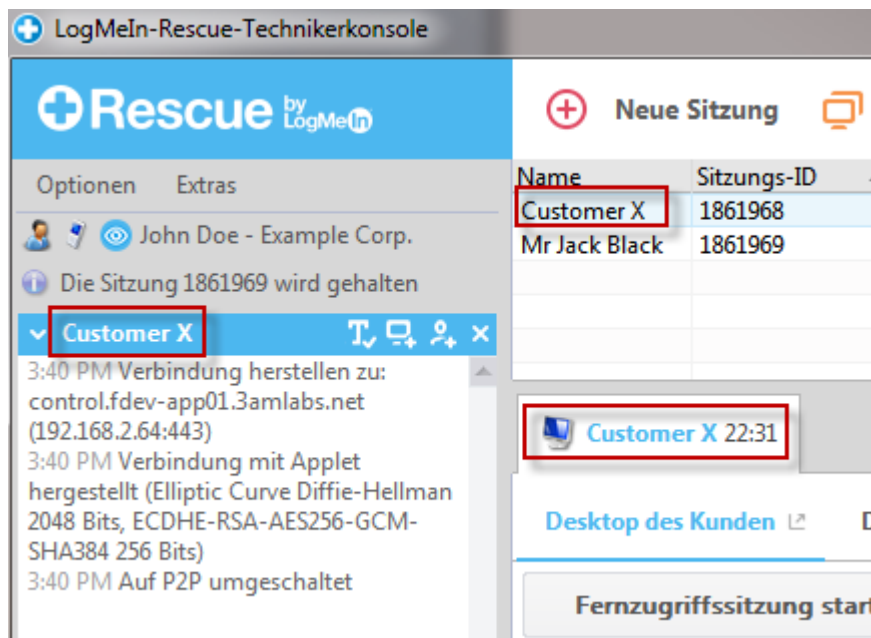 LogMeIn-Rescue-Technikerkonsole
Rescue by LogMeIn
Neue Sitzung
Optionen Extras
John Doe - Example Corp.
Die Sitzung 1861969 wird gehalten
Customer X
3:40 PM Verbindung herstellen zu:
control.fdev-app01.3amlabs.net
(192.168.2.64:443)
3:40 PM Verbindung mit Applet
hergestellt (Elliptic Curve Diffie-Hellman
2048 Bits, ECDHE-RSA-AES256-GCM-
SHA384 256 Bits)
3:40 PM Auf P2P umgeschaltet
Name Sitzungs-ID
Customer X 1861968
Mr Jack Black 1861969
Customer X 22:31
Desktop des Kunden
Fernzugriffssitzung